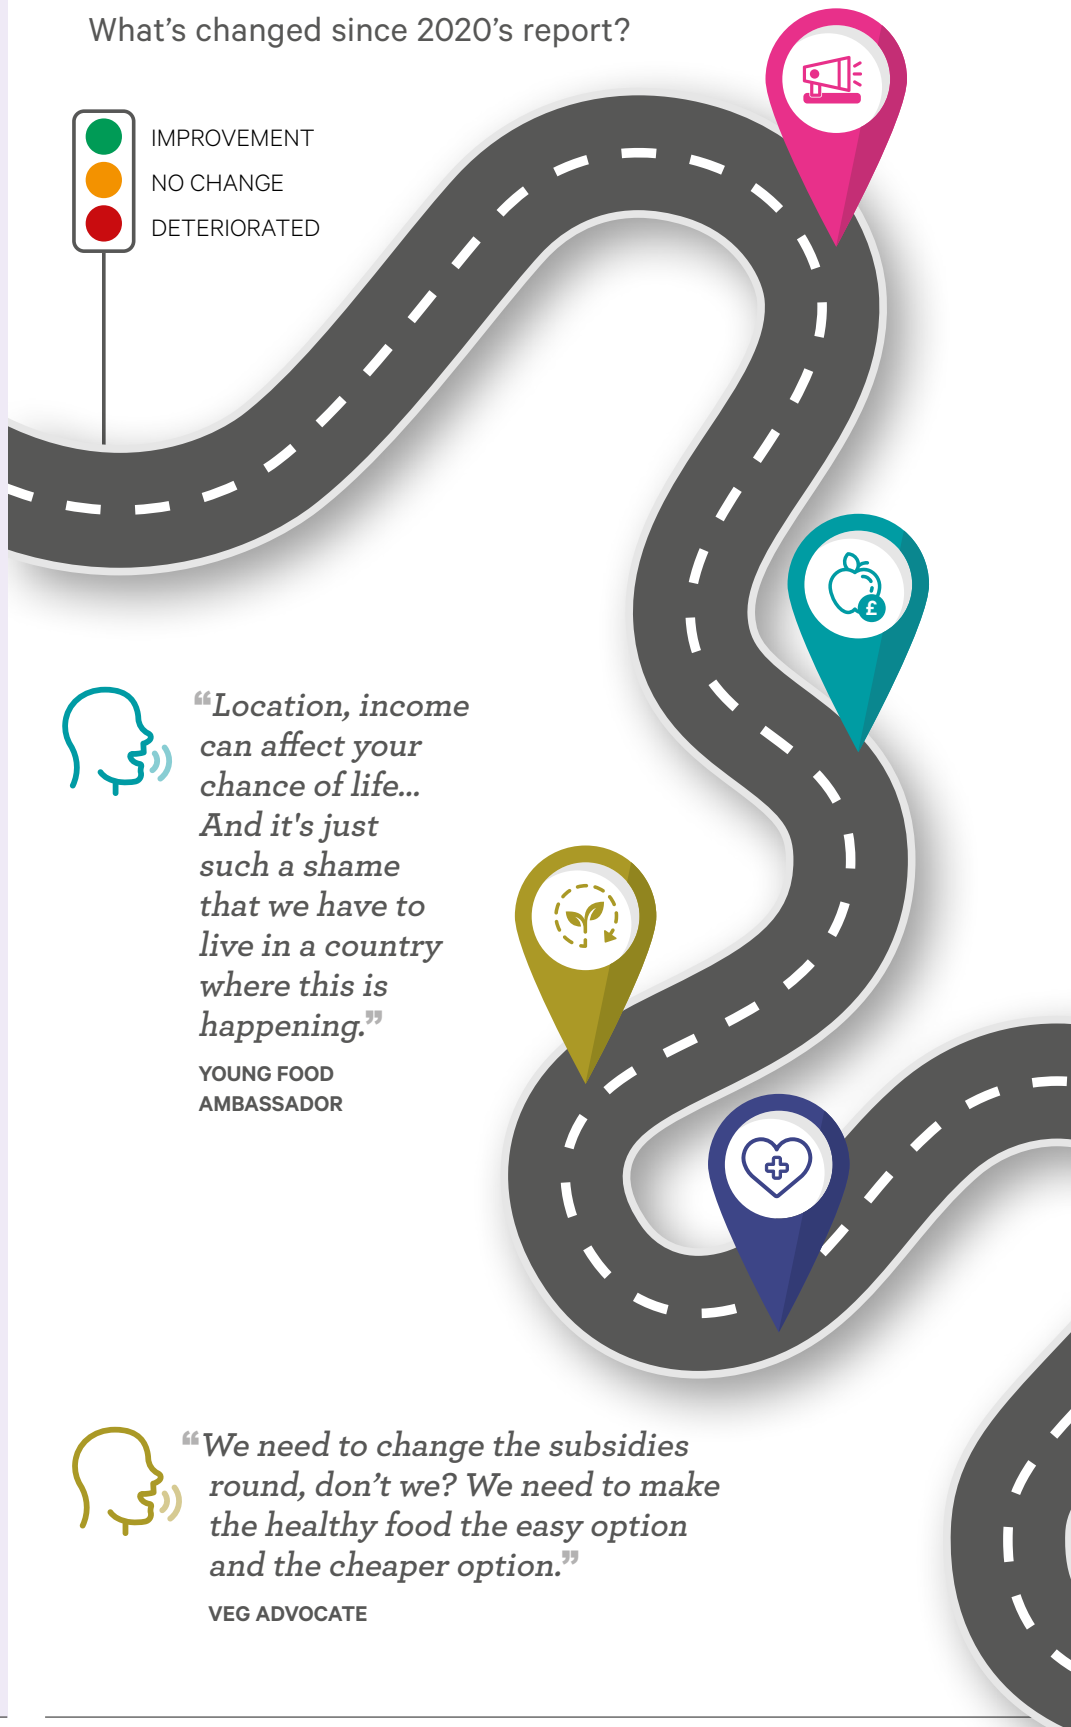 What’s changed since 2020’s report?
IMPROVEMENT
NO CHANGE
DETERIORATED
£
“Location, income
can affect your
chance of life...
And it's just
such a shame
that we have to
live in a country
where this is
happening.”
YOUNG FOOD
AMBASSADOR
“We need to change the subsidies
round, don’t we? We need to make
the healthy food the easy option
and the cheaper option.”
VEG ADVOCATE